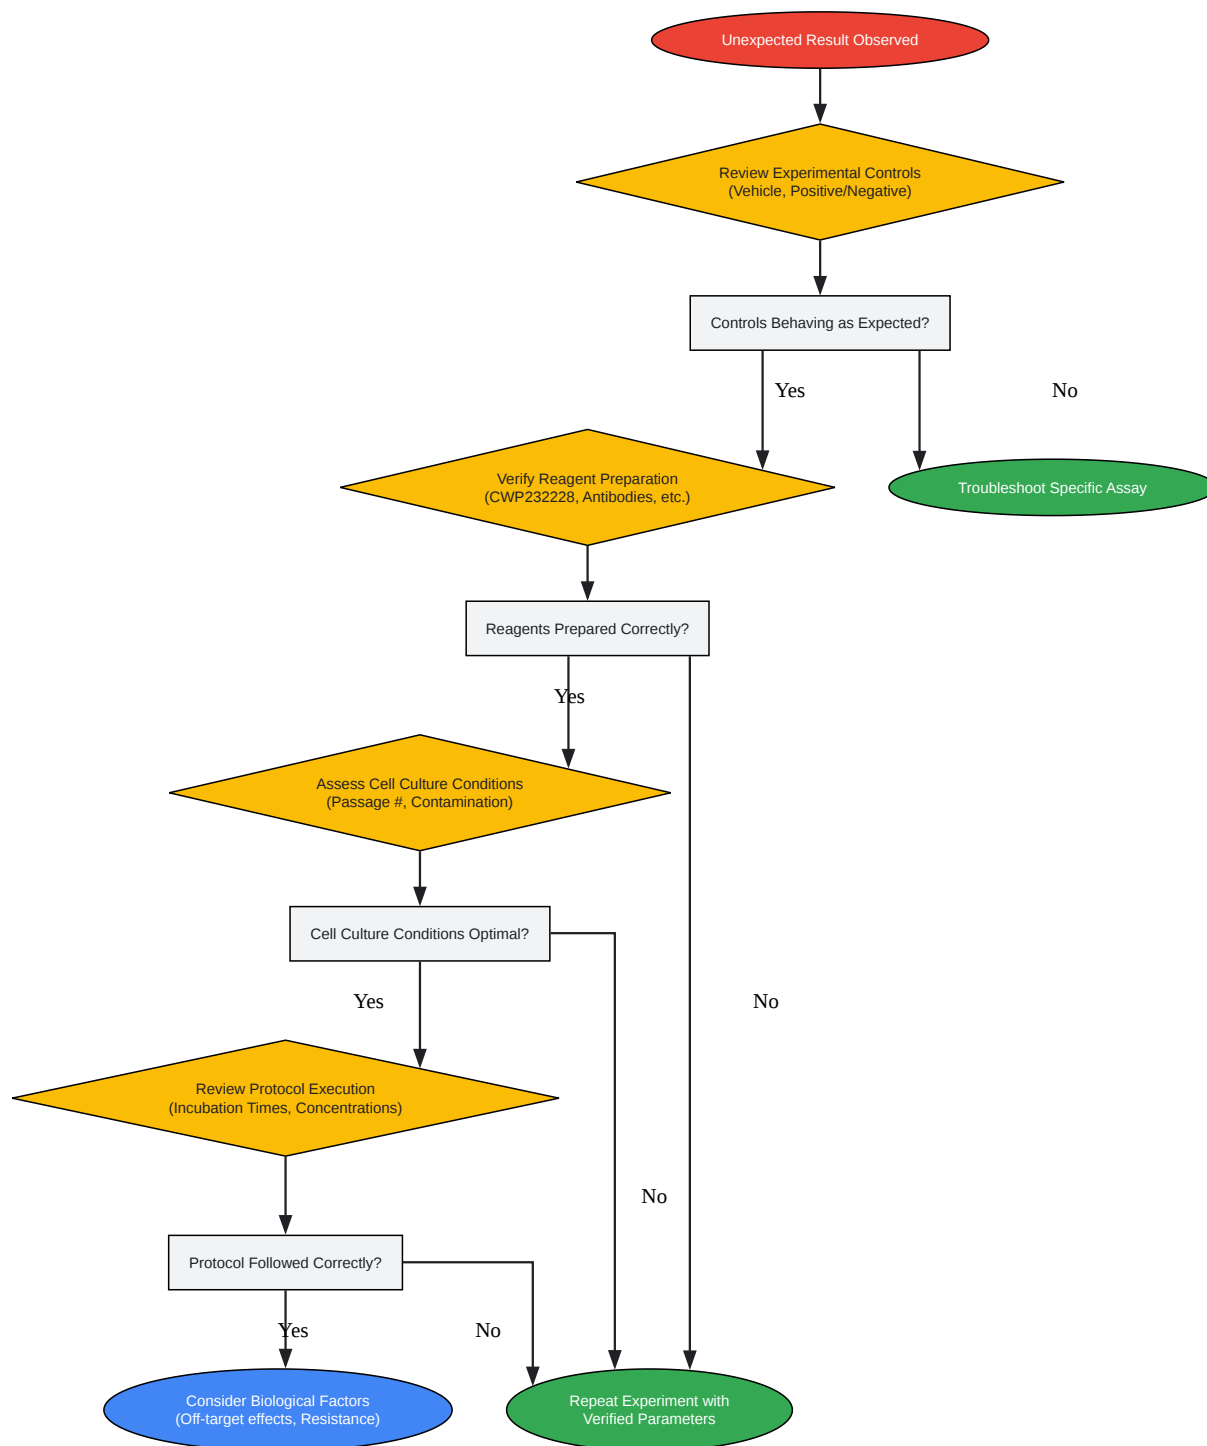 Unexpected Result Observed
Review Experimental Controls
(Vehicle, Positive/Negative)
Controls Behaving as Expected?
Yes
No
Verify Reagent Preparation
(CWP232228, Antibodies, etc.)
Troubleshoot Specific Assay
Reagents Prepared Correctly?
Yes
Assess Cell Culture Conditions
(Passage #, Contamination)
Cell Culture Conditions Optimal?
Yes
No
Review Protocol Execution
(Incubation Times, Concentrations)
No
Protocol Followed Correctly?
Yes
No
Consider Biological Factors
(Off-target effects, Resistance)
Repeat Experiment with
Verified Parameters